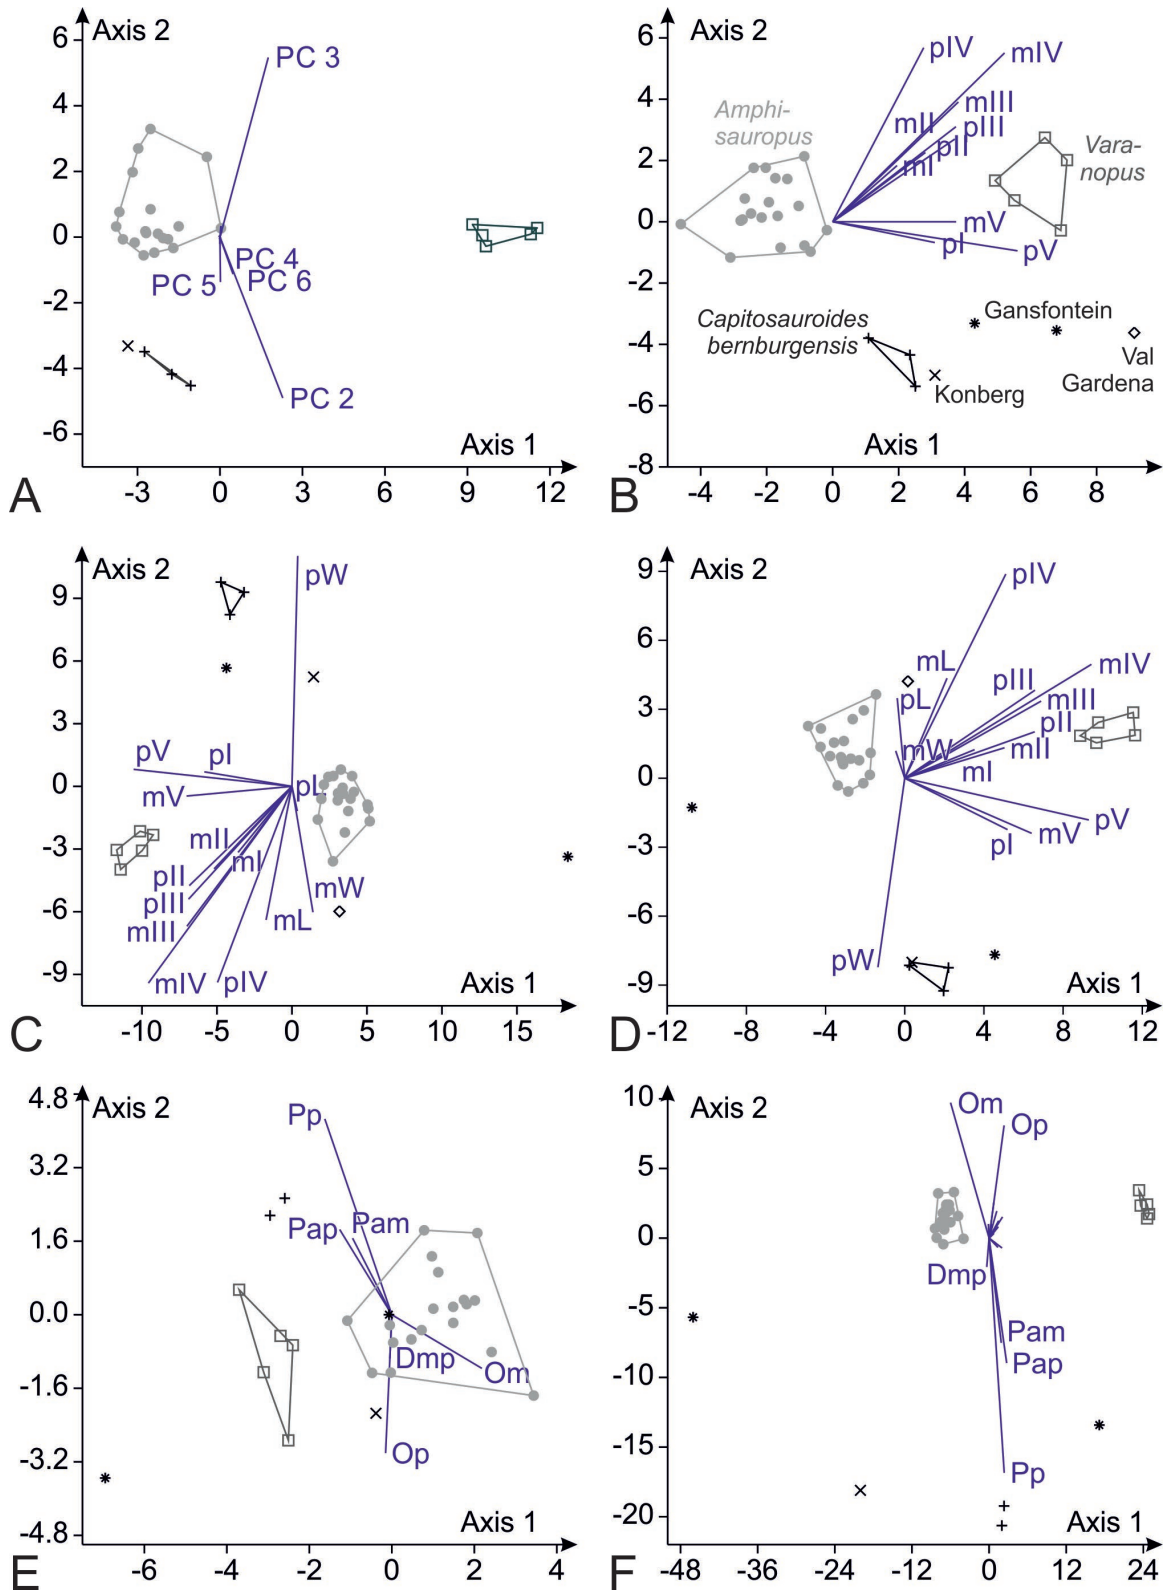 Axis 2
6
4
2
0
-2
-4
-6
PC 3
PC 4
PC 5
PC 6
PC 2
Axis 1
-3
0
3
6
9
12
A
Axis 2
6
4
2
0
-2
-4
-6
-8
pIV
mIV
Amphi-
sauropus
mIII
mII
pIII
pII
mI
Vara-
nopus
mV
pI
pV
Capitosauroides
bernburgensis
Gansfontein
Val
Gardena
Konberg
Axis 1
-4
-2
0
2
4
6
8
B
Axis 2
9
6
3
0
-3
-6
-9
pW
pV
pI
mV
pL
mII
mI
pII
pIII
mIII
mW
mL
mIV
pIV
Axis 1
-10
-5
0
5
10
15
C
Axis 2
9
6
3
0
-3
-6
-9
pIV
mL
mIV
pIII
mIII
pL
pII
mW
mII
mI
pV
mV
pI
pW
Axis 1
-12
-8
-4
0
4
8
12
D
4.8
3.2
1.6
0.0
-1.6
-3.2
-4.8
Axis 2
Pp
Pap
Pam
Dmp
Om
Op
Axis 1
-6
-4
-2
0
2
4
E
10
5
0
-5
-10
-15
-20
Axis 2
Om
Op
Dmp
Pam
Pap
Pp
Axis 1
-48
-36
-24
-12
0
12
24
F